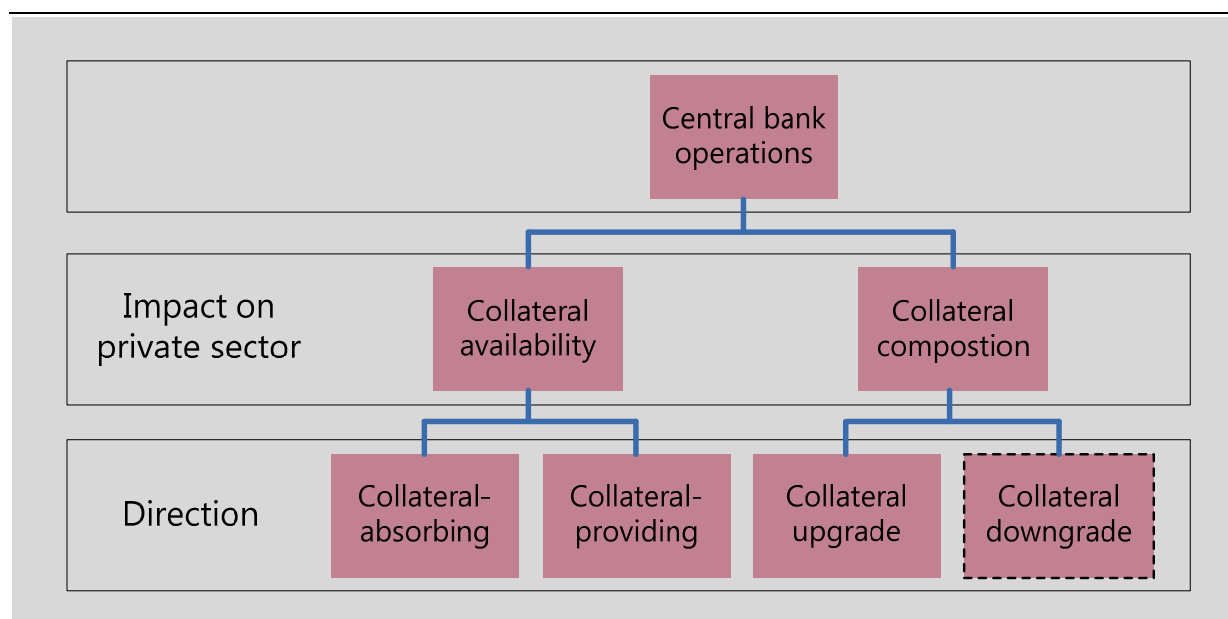 Central bank
operations
Impact on
private sector
Collateral
availability
Collateral
compostion
Direction
Collateral-
absorbing
Collateral-
providing
Collateral
upgrade
Collateral
downgrade